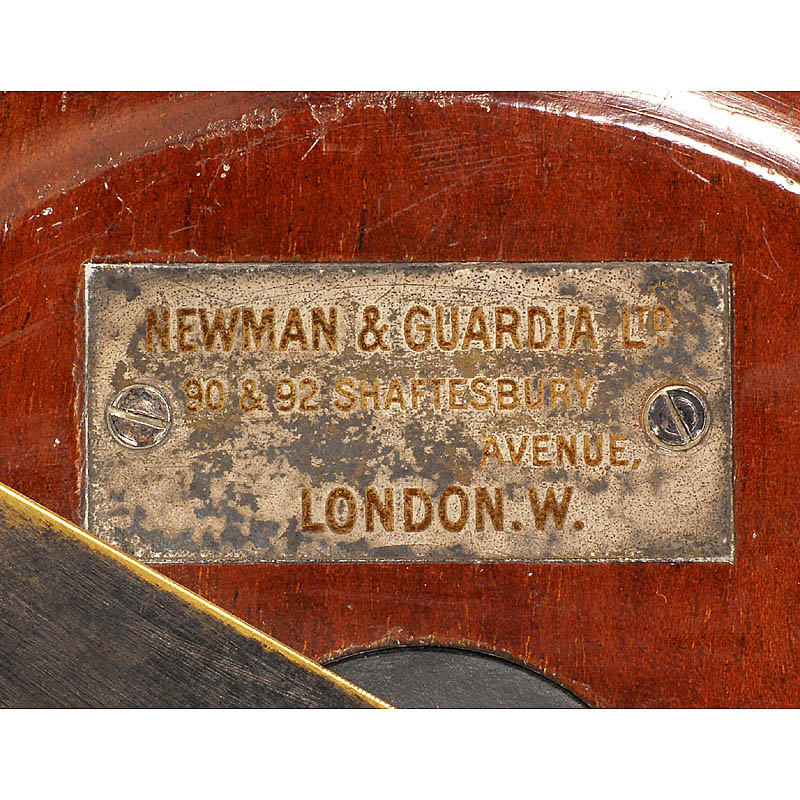 NEWMAN & GUARDIA LTD.
90 & 92 SHAFTESBURY
AVENUE,
LONDON.W.